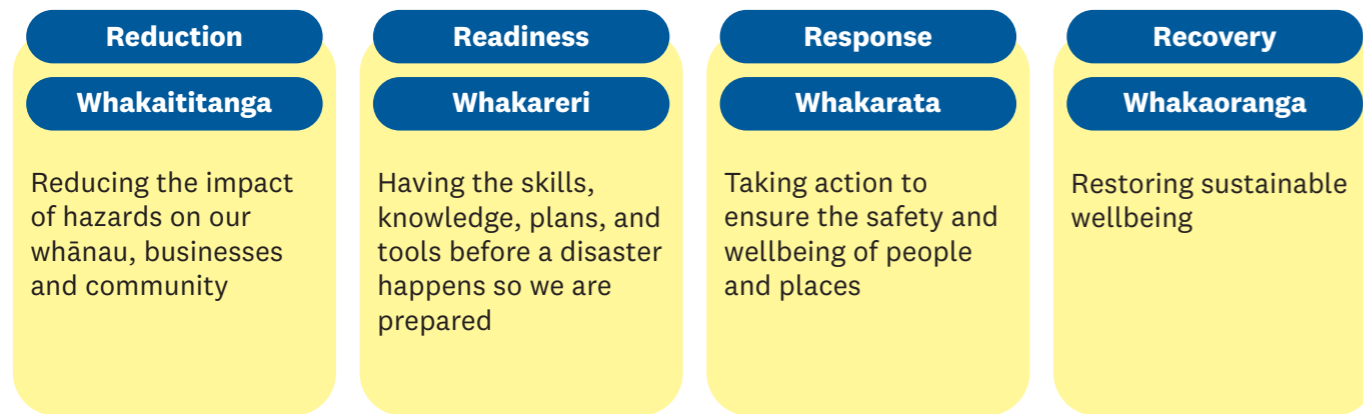 Reduction
Whakaititanga
Reducing the impact
of hazards on our
whānau, businesses
and community
Readiness
Whakareri
Having the skills,
knowledge, plans, and
tools before a disaster
happens so we are
prepared
Response
Whakarata
Taking action to
ensure the safety and
wellbeing of people
and places
Recovery
Whakaoranga
Restoring sustainable
wellbeing